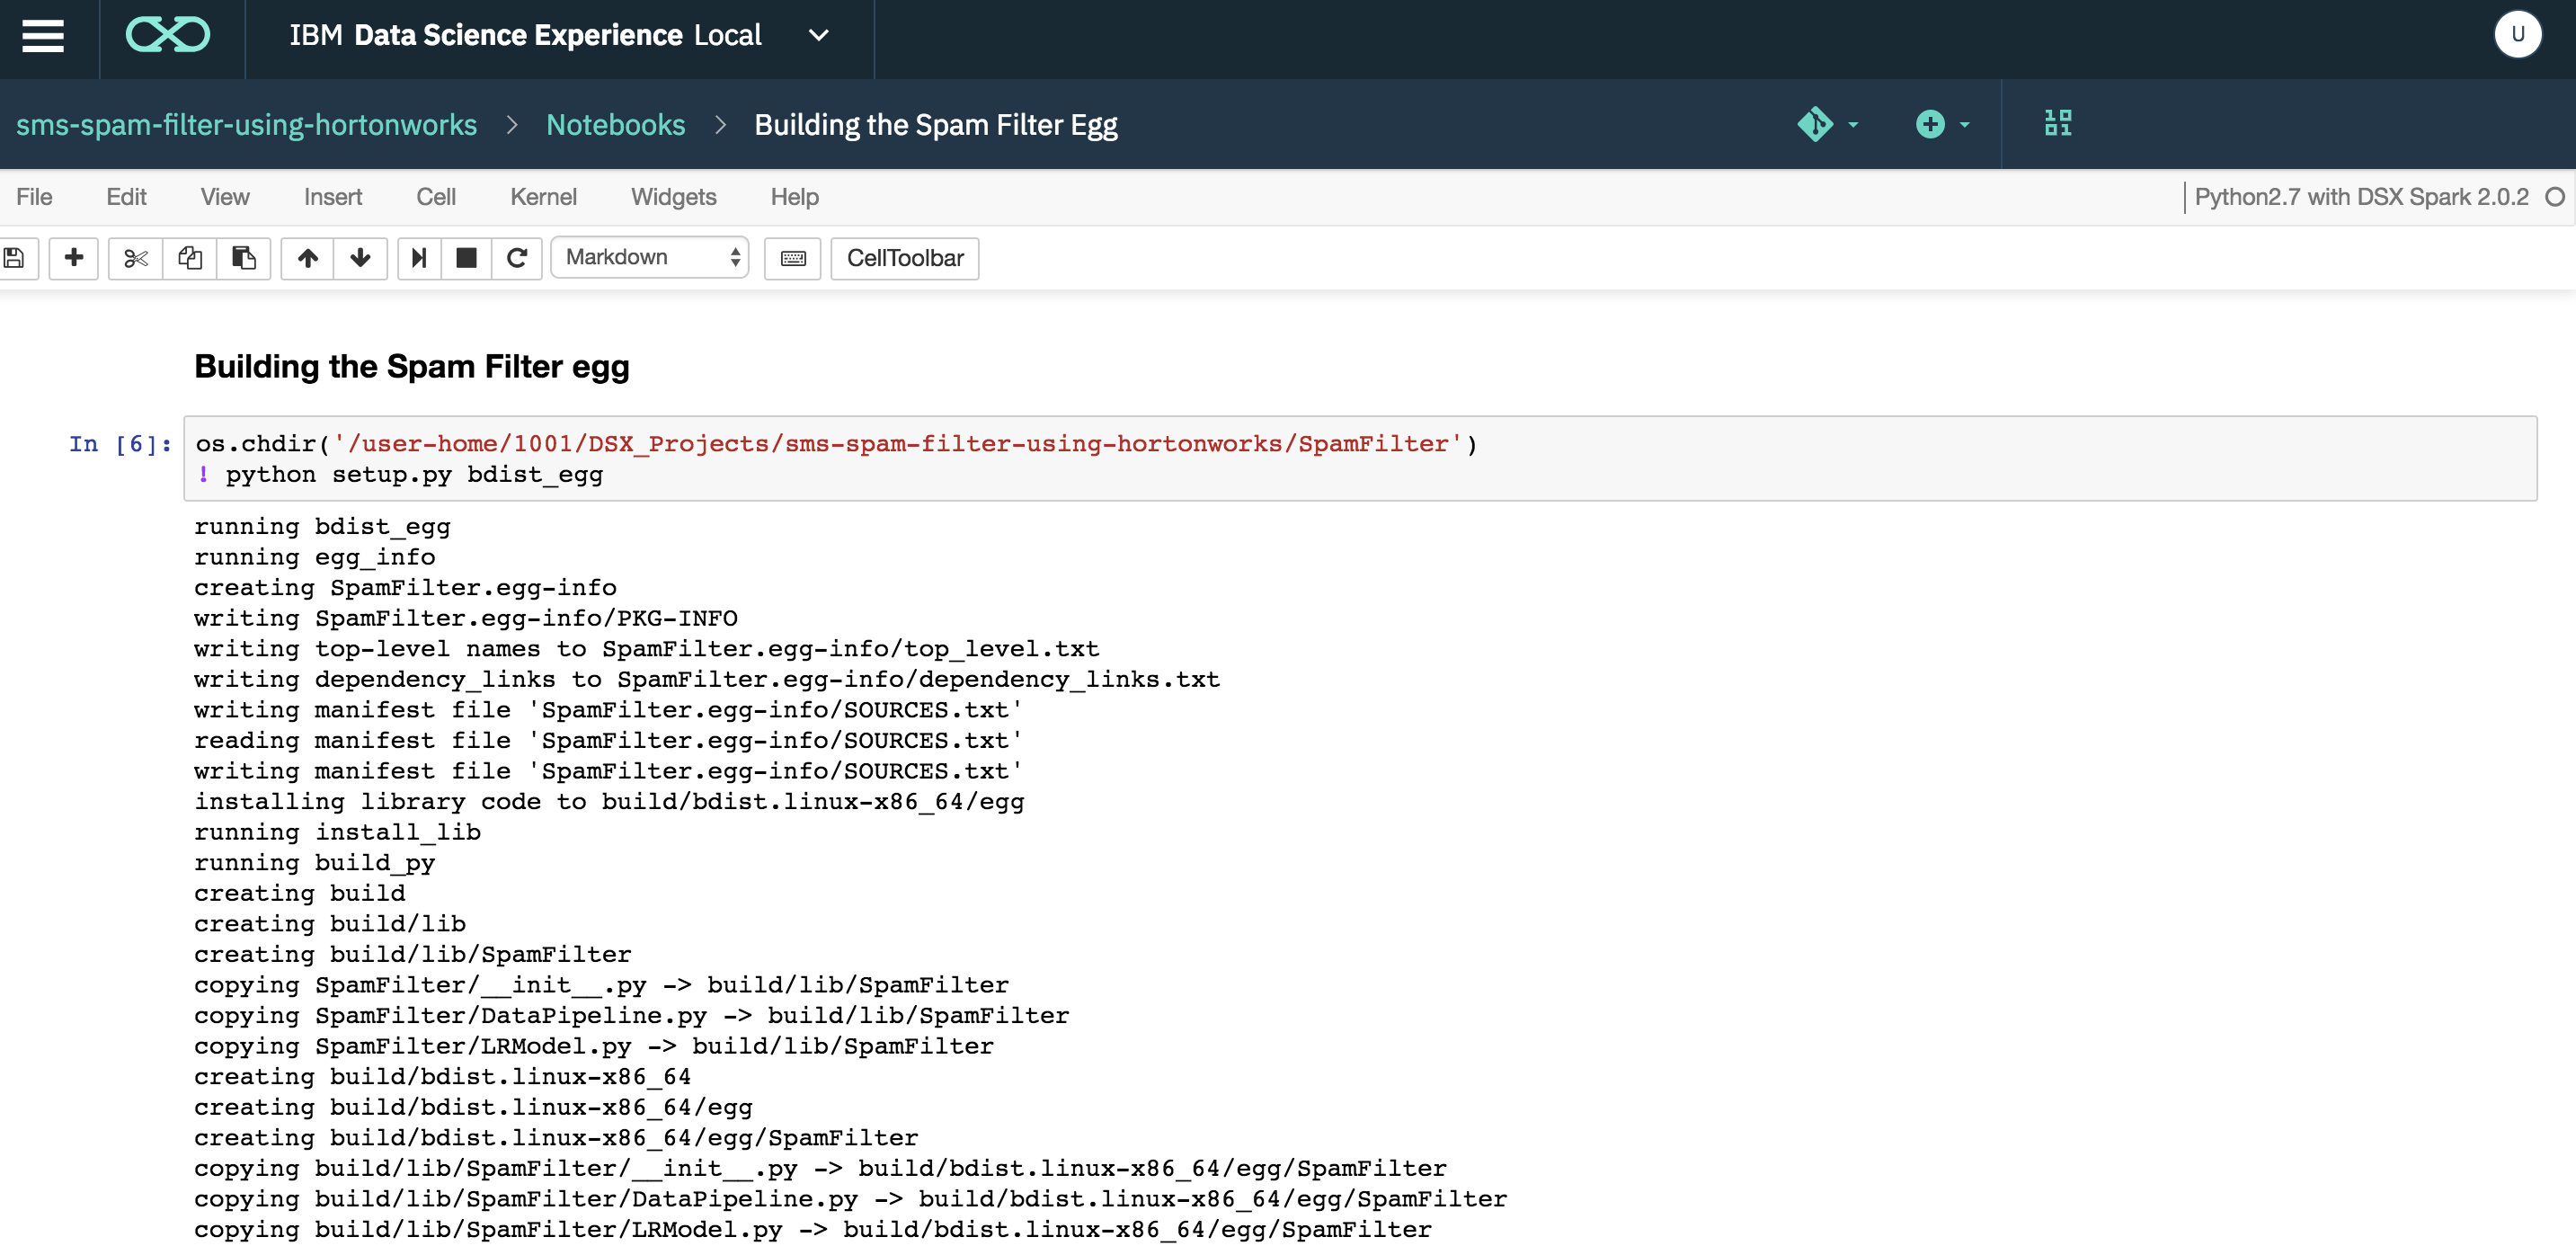 IBM Data Science Experience Local
U
sms-spam-filter-using-hortonworks > Notebooks > Building the Spam Filter Egg
File Edit View Insert Cell Kernel Widgets Help
Python2.7 with DSX Spark 2.0.2
Markdown CellToolbar
Building the Spam Filter egg
In [6]: os.chdir('/user-home/1001/DSX_Projects/sms-spam-filter-using-hortonworks/SpamFilter')
! python setup.py bdist_egg
running bdist_egg
running egg_info
creating SpamFilter.egg-info
writing SpamFilter.egg-info/PKG-INFO
writing top-level names to SpamFilter.egg-info/top_level.txt
writing dependency_links to SpamFilter.egg-info/dependency_links.txt
writing manifest file 'SpamFilter.egg-info/SOURCES.txt'
reading manifest file 'SpamFilter.egg-info/SOURCES.txt'
writing manifest file 'SpamFilter.egg-info/SOURCES.txt'
installing library code to build/bdist.linux-x86_64/egg
running install_lib
running build_py
creating build
creating build/lib
creating build/lib/SpamFilter
copying SpamFilter/__init__.py -> build/lib/SpamFilter
copying SpamFilter/DataPipeline.py -> build/lib/SpamFilter
copying SpamFilter/LRModel.py -> build/lib/SpamFilter
creating build/bdist.linux-x86_64
creating build/bdist.linux-x86_64/egg
creating build/bdist.linux-x86_64/egg/SpamFilter
copying build/lib/SpamFilter/__init__.py -> build/bdist.linux-x86_64/egg/SpamFilter
copying build/lib/SpamFilter/DataPipeline.py -> build/bdist.linux-x86_64/egg/SpamFilter
copying build/lib/SpamFilter/LRModel.py -> build/bdist.linux-x86_64/egg/SpamFilter